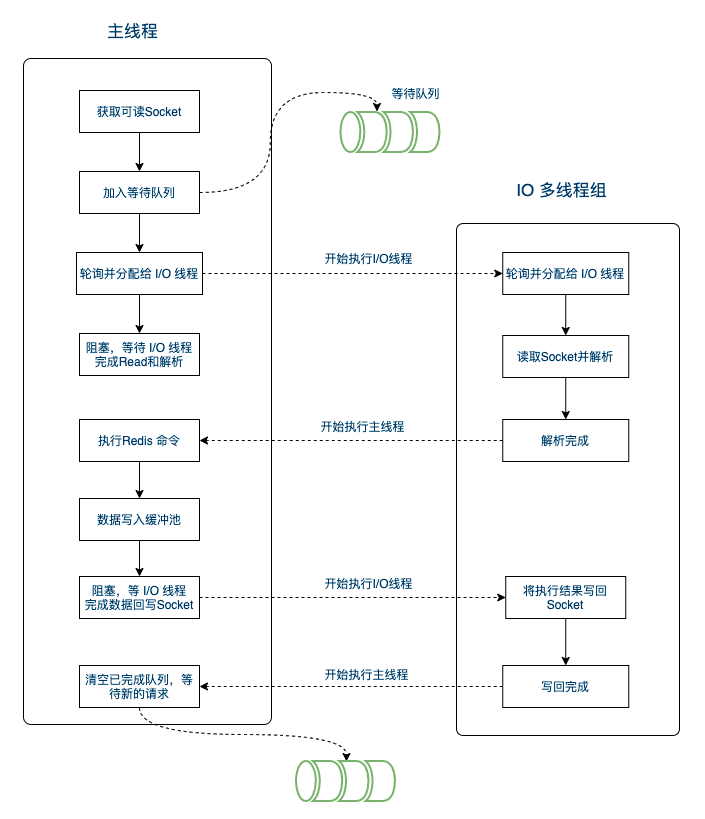 主线程
等待队列
获取可读Socket
加入等待队列
IO 多线程组
轮询并分配给 I/O 线程
开始执行I/O线程
轮询并分配给 I/O 线程
阻塞，等待 I/O 线程
完成Read和解析
读取Socket并解析
执行Redis 命令
开始执行主线程
解析完成
数据写入缓冲池
阻塞，等 I/O 线程
完成数据回写Socket
开始执行I/O线程
将执行结果写回
Socket
清空已完成队列，等
待新的请求
开始执行主线程
写回完成